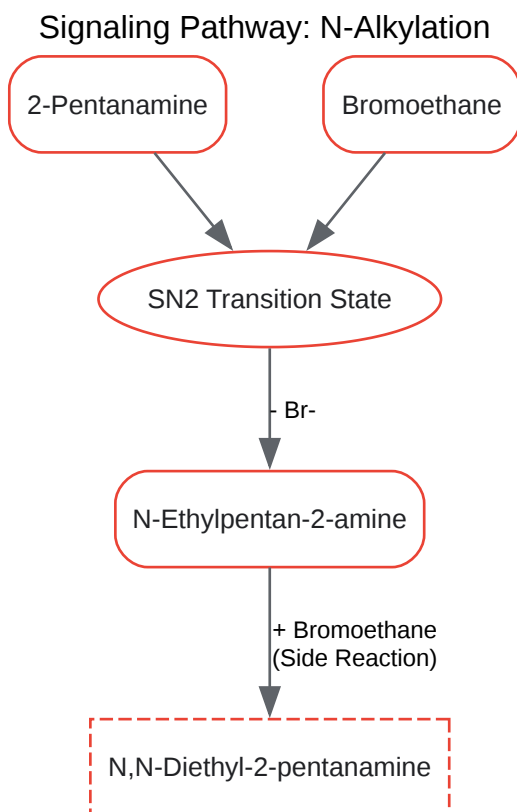 Signaling Pathway: N-Alkylation
2-Pentanamine
Bromoethane
SN2 Transition State
- Br-
N-Ethylpentan-2-amine
+ Bromoethane
(Side Reaction)
N,N-Diethyl-2-pentanamine